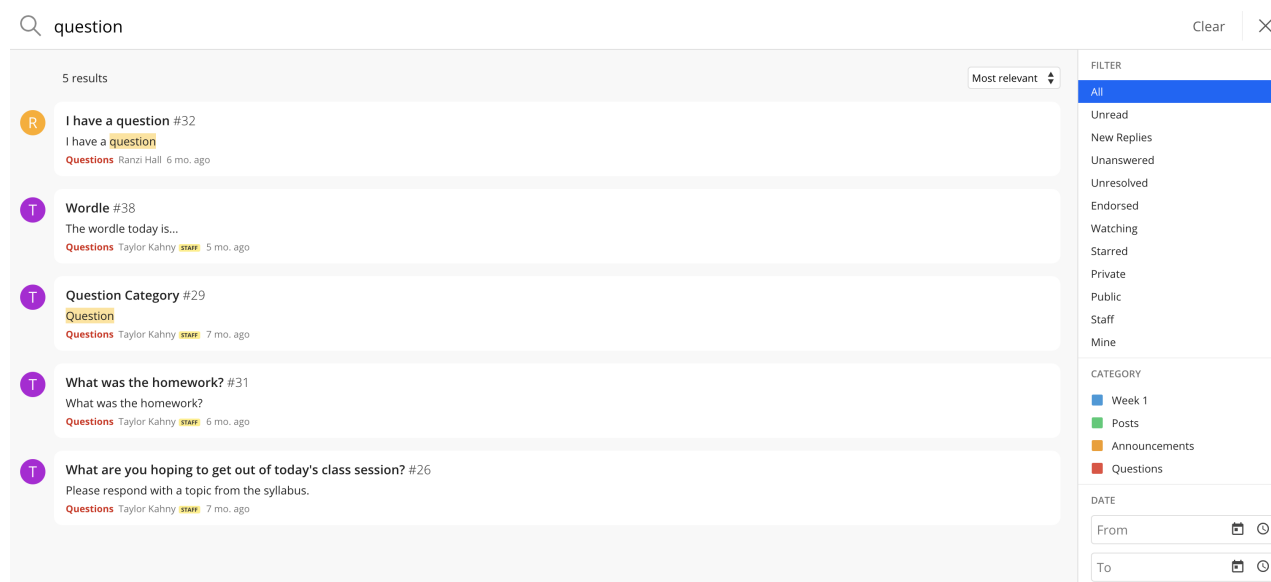 question
Clear
5 results
Most relevant
R
I have a question #32
I have a question
Questions Ranzi Hall 6 mo. ago
T
Wordle #38
The wordle today is...
Questions Taylor Kahny STAFF 5 mo. ago
T
Question Category #29
Question
Questions Taylor Kahny STAFF 7 mo. ago
T
What was the homework? #31
What was the homework?
Questions Taylor Kahny STAFF 6 mo. ago
T
What are you hoping to get out of today's class session? #26
Please respond with a topic from the syllabus.
Questions Taylor Kahny STAFF 7 mo. ago
FILTER
All
Unread
New Replies
Unanswered
Unresolved
Endorsed
Watching
Starred
Private
Public
Staff
Mine
CATEGORY
Week 1
Posts
Announcements
Questions
DATE
From
To